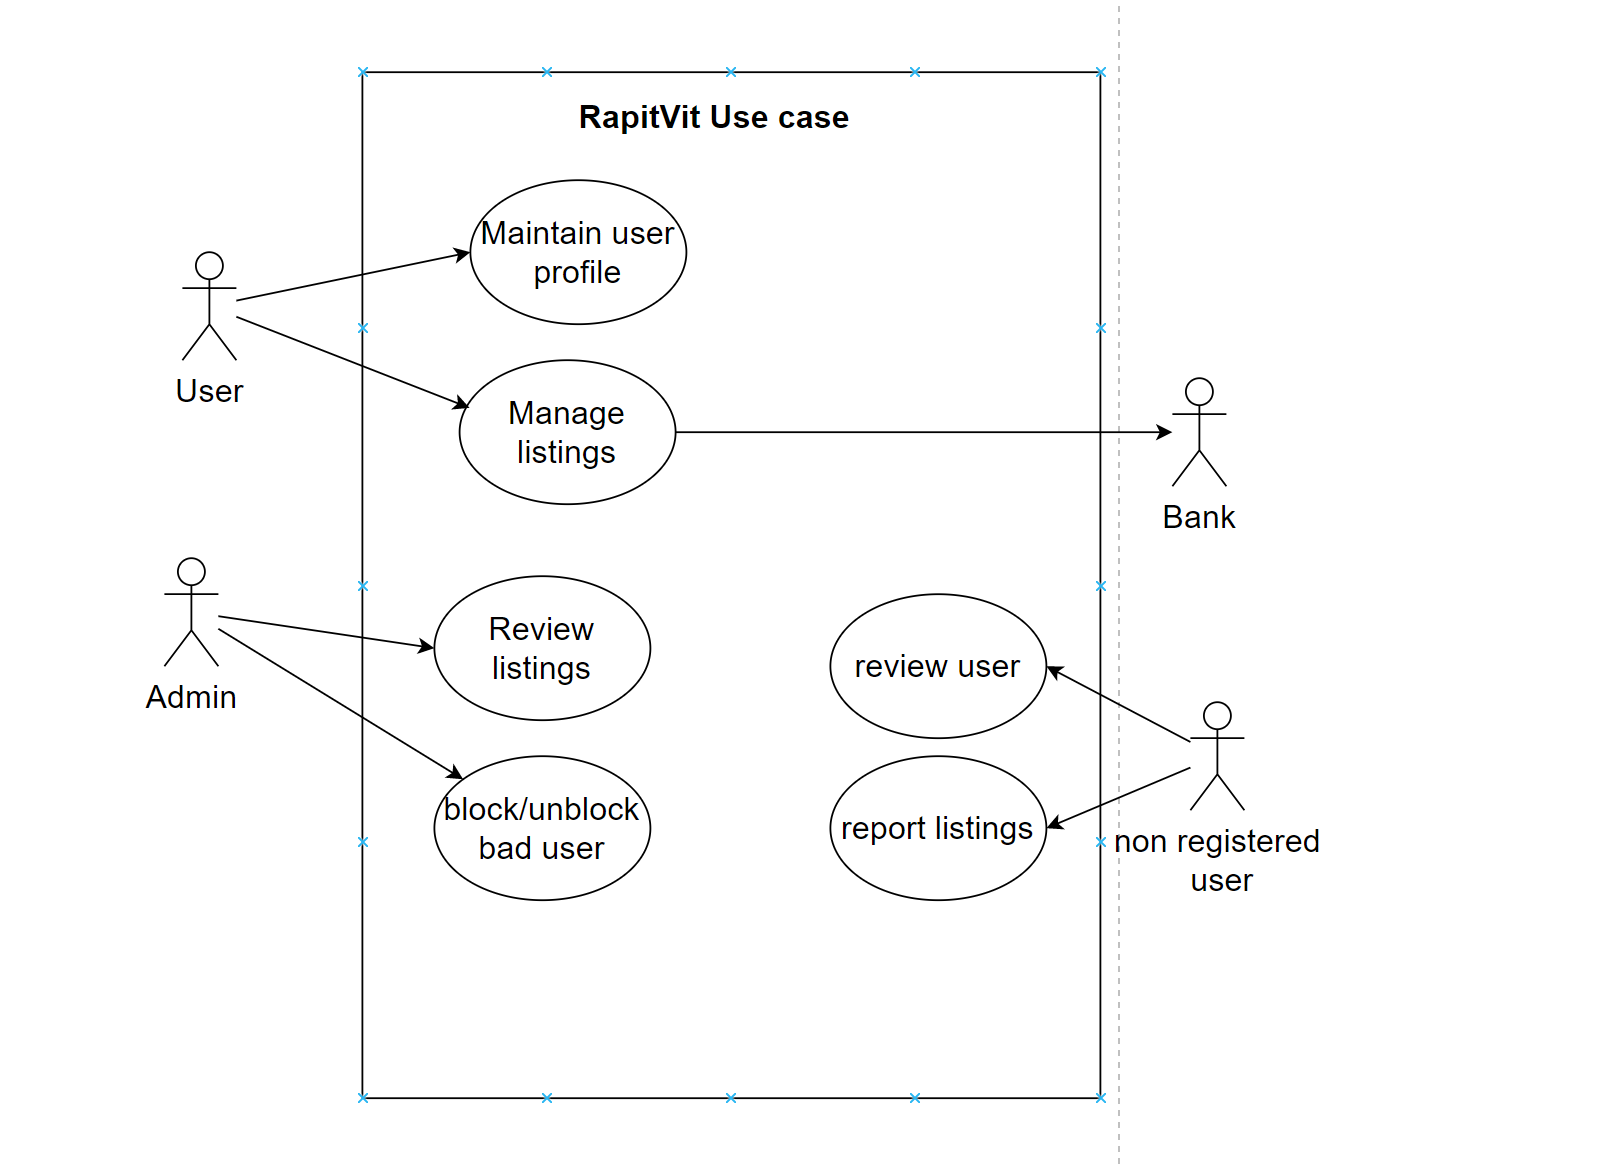 RapitVit Use case
Maintain user
profile
User
Manage
listings
Bank
Admin
Review
listings
review user
block/unblock
bad user
report listings
non registered
user